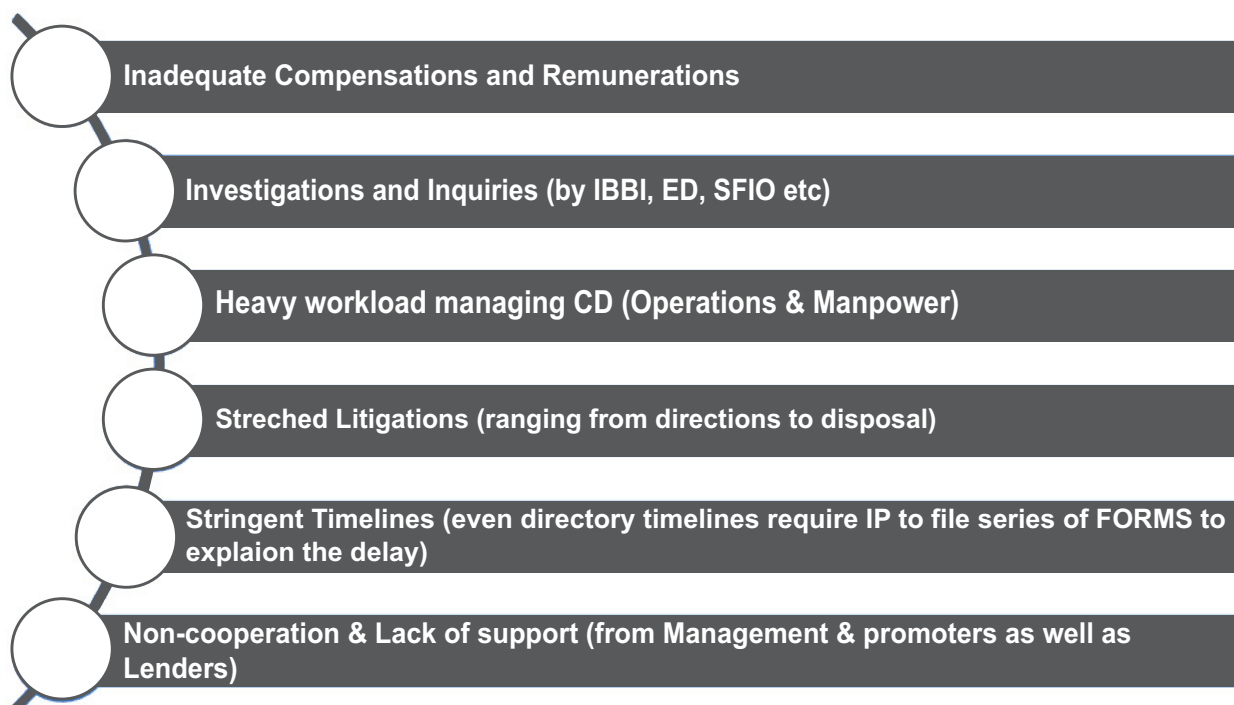 Inadequate Compensations and Remunerations
Investigations and Inquiries (by IBBI, ED, SFIO etc)
Heavy workload managing CD (Operations & Manpower)
Streched Litigations (ranging from directions to disposal)
Stringent Timelines (even directory timelines require IP to file series of FORMS to
explaion the delay)
Non-cooperation & Lack of support (from Management & promoters as well as
Lenders)